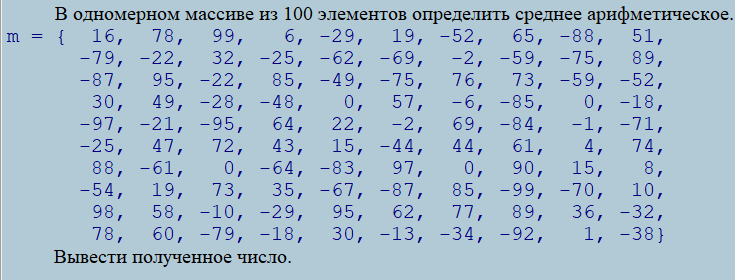 В одномерном массиве из 100 элементов определить среднее арифметическое.
m = { 16, 78, 99, 6, -29, 19, -52, 65, -88, 51,
-79, -22, 32, -25, -62, -69, -2, -59, -75, 89,
-87, 95, -22, 85, -49, -75, 76, 73, -59, -52,
30, 49, -28, -48, 0, 57, -6, -85, 0, -18,
-97, -21, -95, 64, 22, -2, 69, -84, -1, -71,
-25, 47, 72, 43, 15, -44, 44, 61, 4, 74,
88, -61, 0, -64, -83, 97, 0, 90, 15, 8,
-54, 19, 73, 35, -67, -87, 85, -99, -70, 10,
98, 58, -10, -29, 95, 62, 77, 89, 36, -32,
78, 60, -79, -18, 30, -13, -34, -92, 1, -38}
Вывести полученное число.